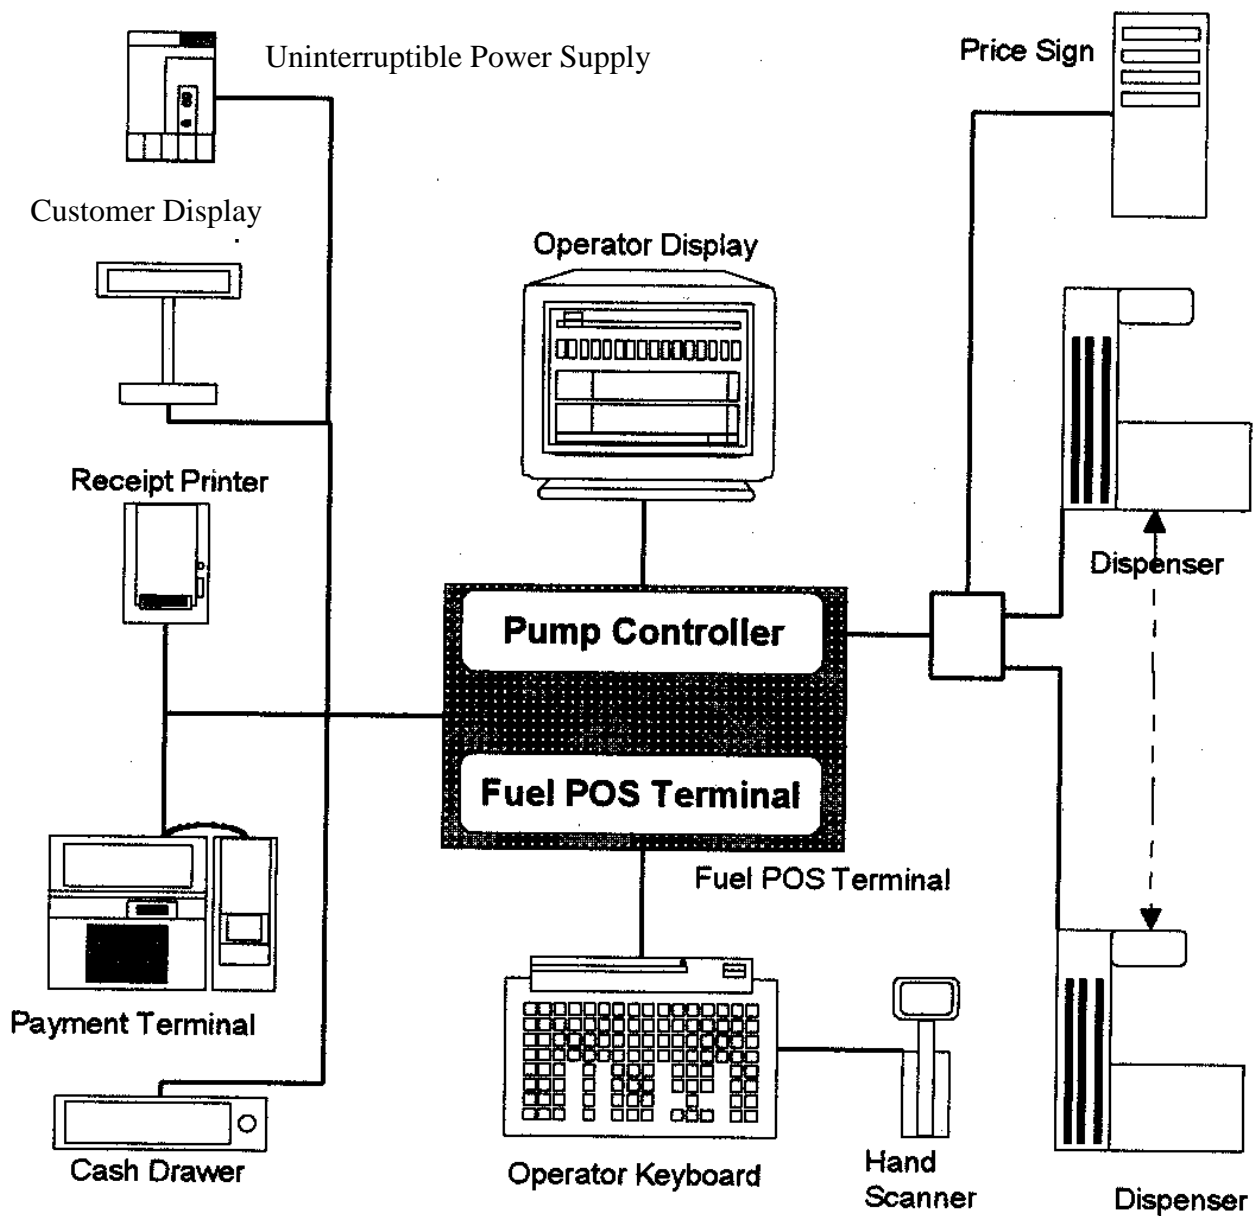 Uninterruptible Power Supply
Price Sign
Customer Display
Operator Display
Receipt Printer
Dispenser
Pump Controller
Fuel POS Terminal
Fuel POS Terminal
Payment Terminal
Cash Drawer
Operator Keyboard
Hand
Scanner
Dispenser